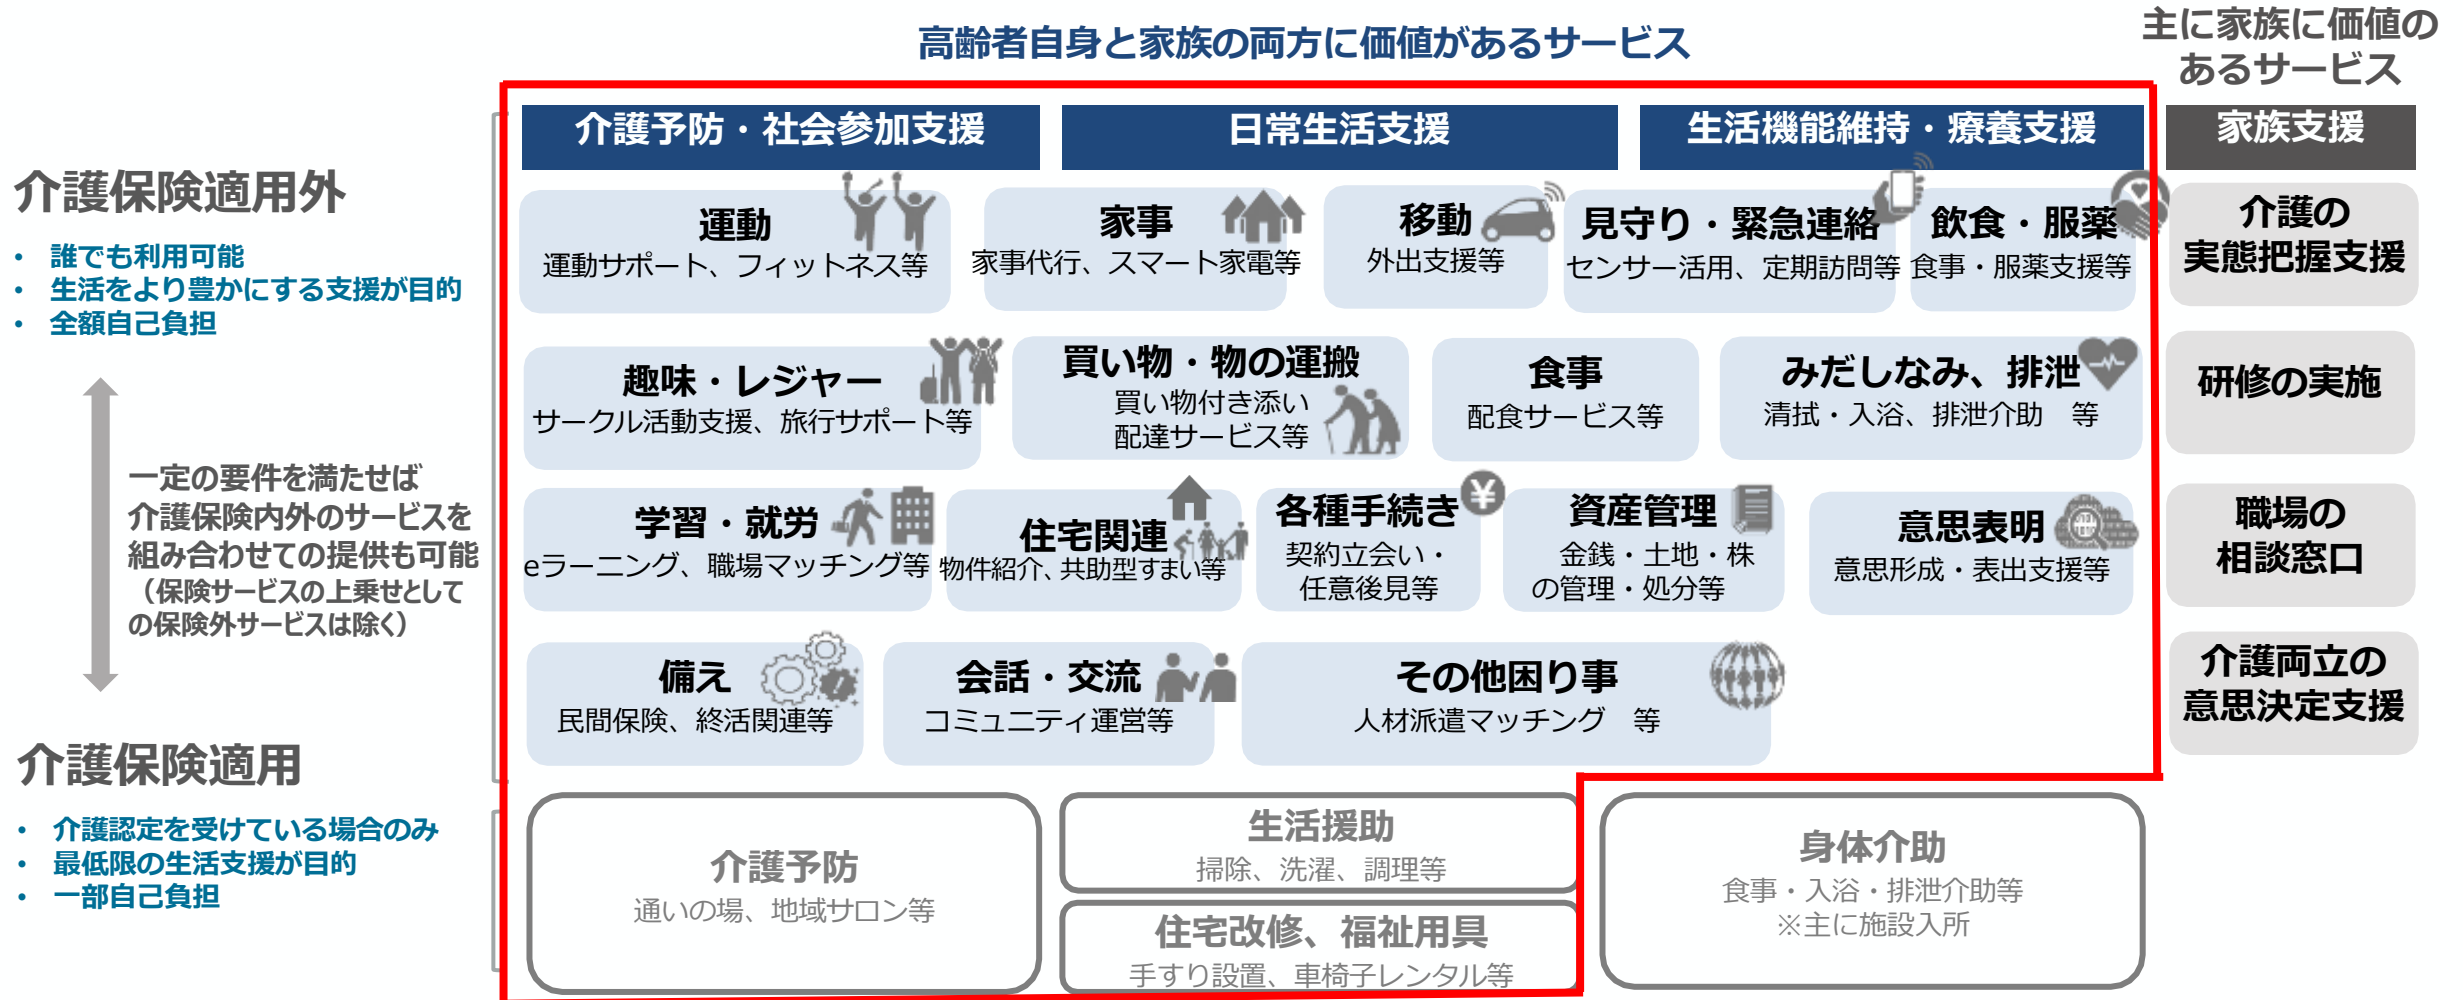 高齢者自身と家族の両方に価値があるサービス
主に家族に価値の
あるサービス
介護予防・社会参加支援
日常生活支援
生活機能維持・療養支援
家族支援
介護保険適用外
• 誰でも利用可能
• 生活をより豊かにする支援が目的
• 全額自己負担
一定の要件を満たせば
介護保険内外のサービスを
組み合わせての提供も可能
（保険サービスの上乗せとして
の保険外サービスは除く）
介護保険適用
• 介護認定を受けている場合のみ
• 最低限の生活支援が目的
• 一部自己負担
運動
運動サポート、フィットネス等
家事
家事代行、スマート家電等
移動
外出支援等
見守り・緊急連絡
センサー活用、定期訪問等
飲食・服薬
食事・服薬支援等
介護の
実態把握支援
趣味・レジャー
サークル活動支援、旅行サポート等
買い物・物の運搬
買い物付き添い
配達サービス等
食事
配食サービス等
みだしなみ、排泄
清拭・入浴、排泄介助　等
研修の実施
学習・就労
eラーニング、職場マッチング等
住宅関連
物件紹介、共助型すまい等
各種手続き
¥
契約立会い・
任意後見等
資産管理
金銭・土地・株
の管理・処分等
意思表明
意思形成・表出支援等
職場の
相談窓口
備え
民間保険、終活関連等
会話・交流
コミュニティ運営等
その他困り事
人材派遣マッチング　等
介護両立の
意思決定支援
介護予防
通いの場、地域サロン等
生活援助
掃除、洗濯、調理等
住宅改修、福祉用具
手すり設置、車椅子レンタル等
身体介助
食事・入浴・排泄介助等
※主に施設入所